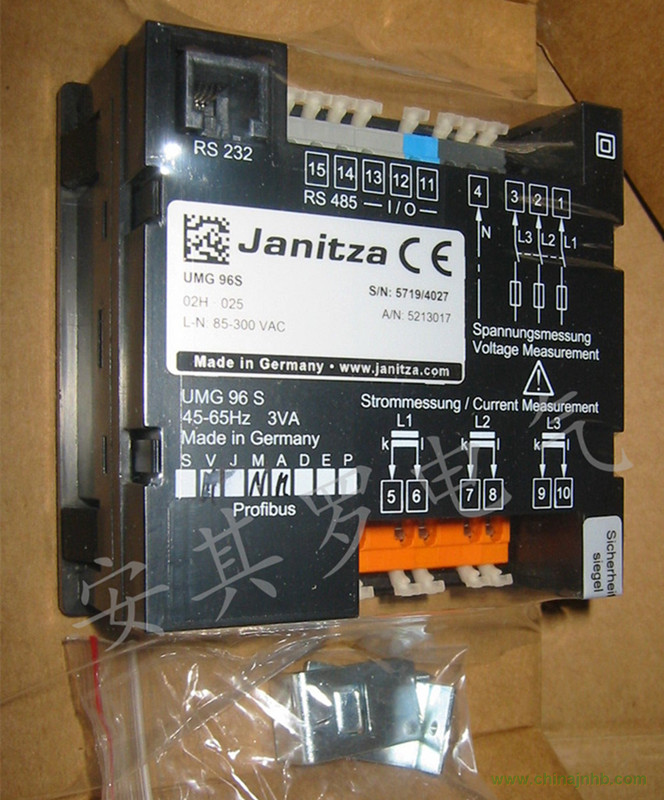 RS 232
15 14 13 12 11
RS 485 — I / O —
4 3 2 1
N L3 L2 L1
Janitza CE
UMG 96S
S/N: 5719/4027
02H 025
A/N: 5213017
L-N: 85-300 VAC
Made in Germany • www.janitza.com
Spannungsmessung
Voltage Measurement
UMG 96 S
45-65Hz 3VA
Made in Germany
S V J M A D E P
Profibus
Strommessung / Current Measurement
L1 L2 L3
k l k l k l
5 6 7 8 9 10
Sicherheit
siegel
安其罗电气
www.chinajnhb.com